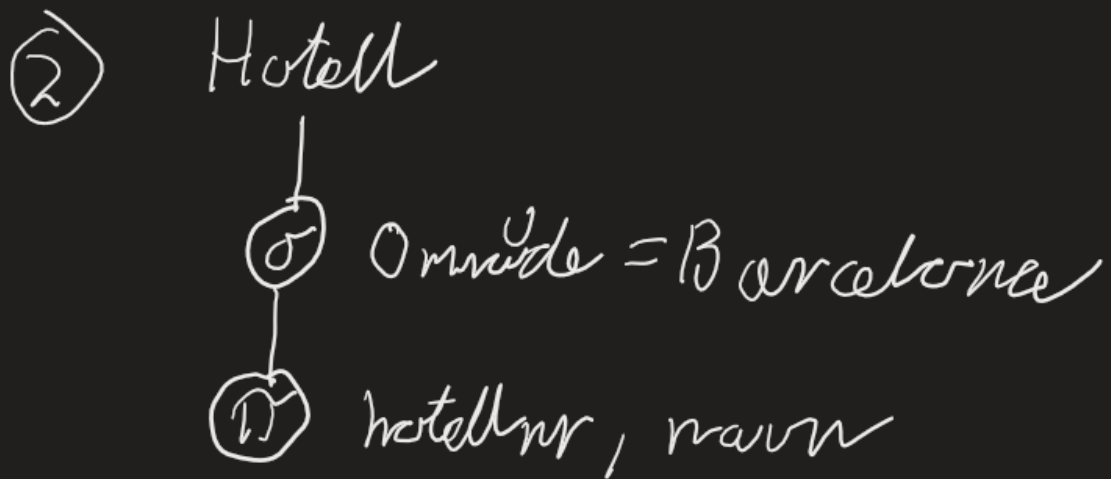 ② Hotell
σ Område = Barcelona
π hotellnr, navn